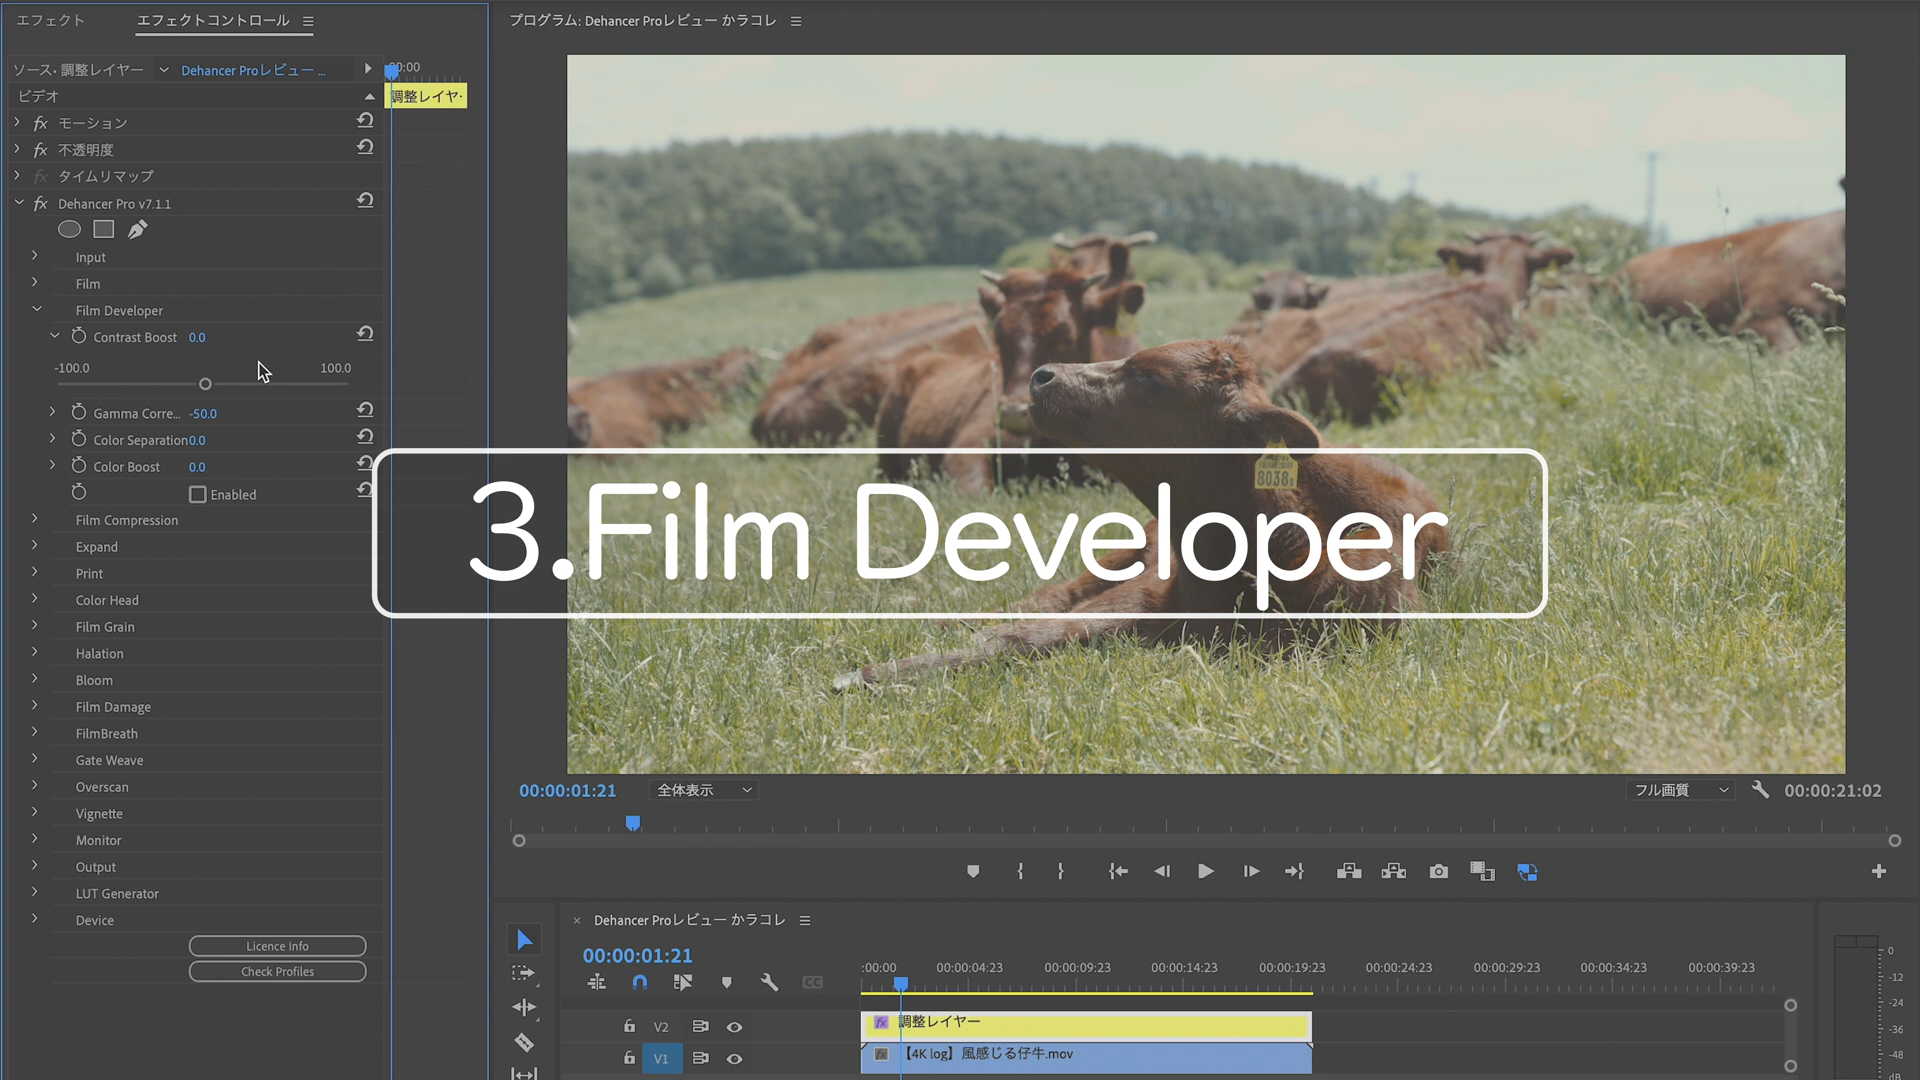 エフェクト
エフェクトコントロール
ソース・調整レイヤー
Dehancer Proレビュー ...
00:00
ビデオ
調整レイヤー
fx モーション
fx 不透明度
fx タイムリマップ
fx Dehancer Pro v7.1.1
Input
Film
Film Developer
Contrast Boost 0.0
-100.0 100.0
Gamma Corre... -50.0
Color Separation 0.0
Color Boost 0.0
Enabled
Film Compression
Expand
Print
Color Head
Film Grain
Halation
Bloom
Film Damage
FilmBreath
Gate Weave
Overscan
Vignette
Monitor
Output
LUT Generator
Device
Licence Info
Check Profiles
プログラム: Dehancer Proレビュー かラコレ
8038
3.Film Developer
00:00:01:21
全体表示
フル画質
00:00:21:02
Dehancer Proレビュー かラコレ
00:00:01:21
:00:00 00:00:04:23 00:00:09:23 00:00:14:23 00:00:19:23 00:00:24:23 00:00:29:23 00:00:34:23 00:00:39:23
V2
fx 調整レイヤー
V1
fx 【4K log】風感じる仔牛.mov
0
-12
-24
-36
-48
dB